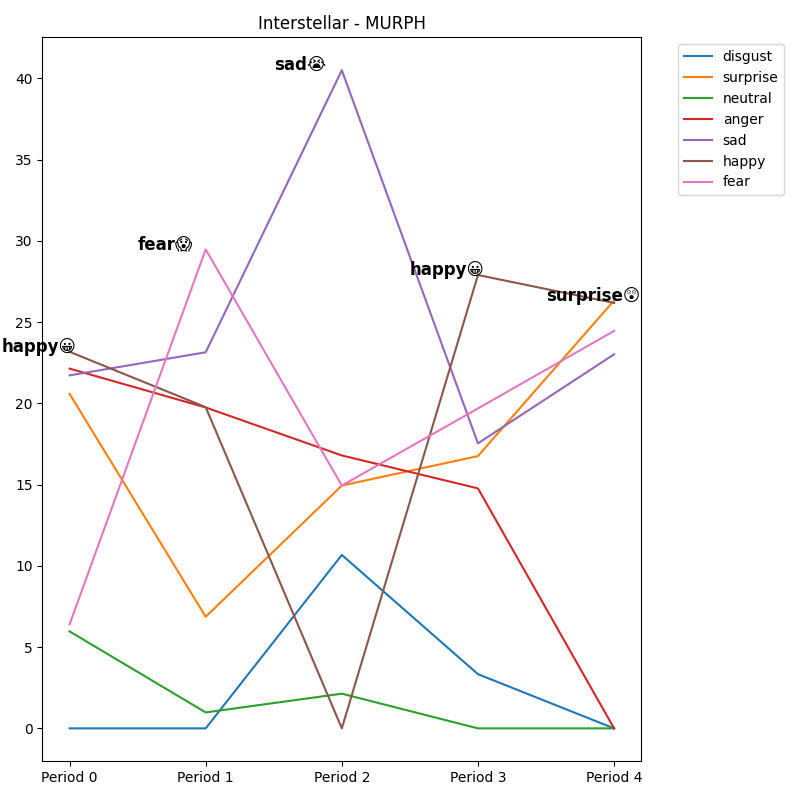 Interstellar - MURPH
sad😭
fear😱
happy😀
surprise😲
happy😀
40
35
30
25
20
15
10
5
0
Period 0 Period 1 Period 2 Period 3 Period 4
disgust
surprise
neutral
anger
sad
happy
fear